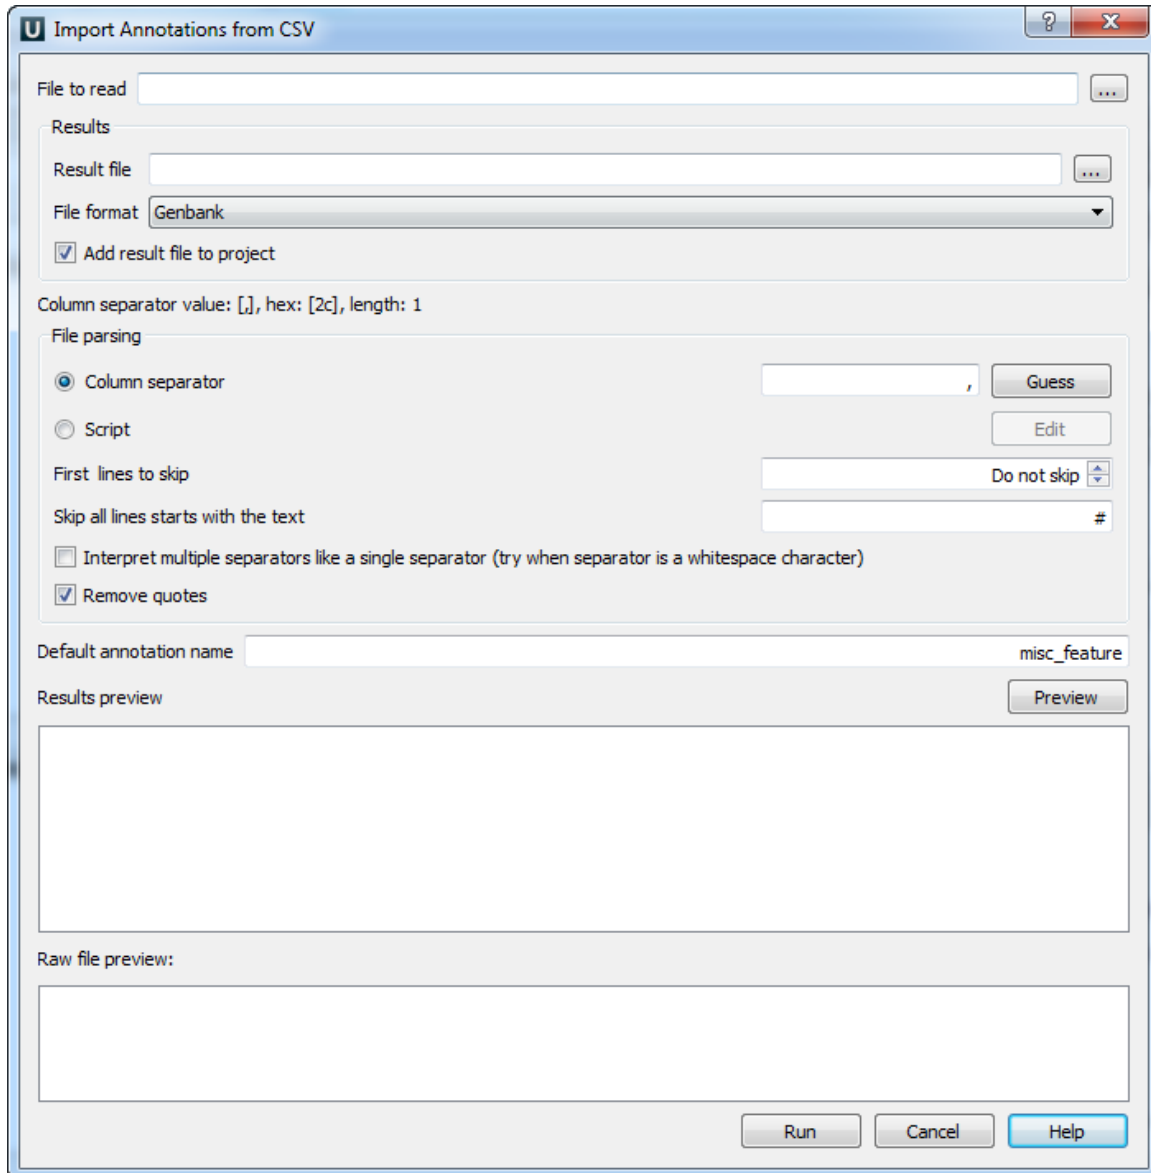 U Import Annotations from CSV ? X
File to read ...
Results
Result file ...
File format Genbank
Add result file to project
Column separator value: [,], hex: [2c], length: 1
File parsing
Column separator , Guess
Script Edit
First lines to skip Do not skip
Skip all lines starts with the text #
Interpret multiple separators like a single separator (try when separator is a whitespace character)
Remove quotes
Default annotation name misc_feature
Results preview Preview
Raw file preview:
Run Cancel Help